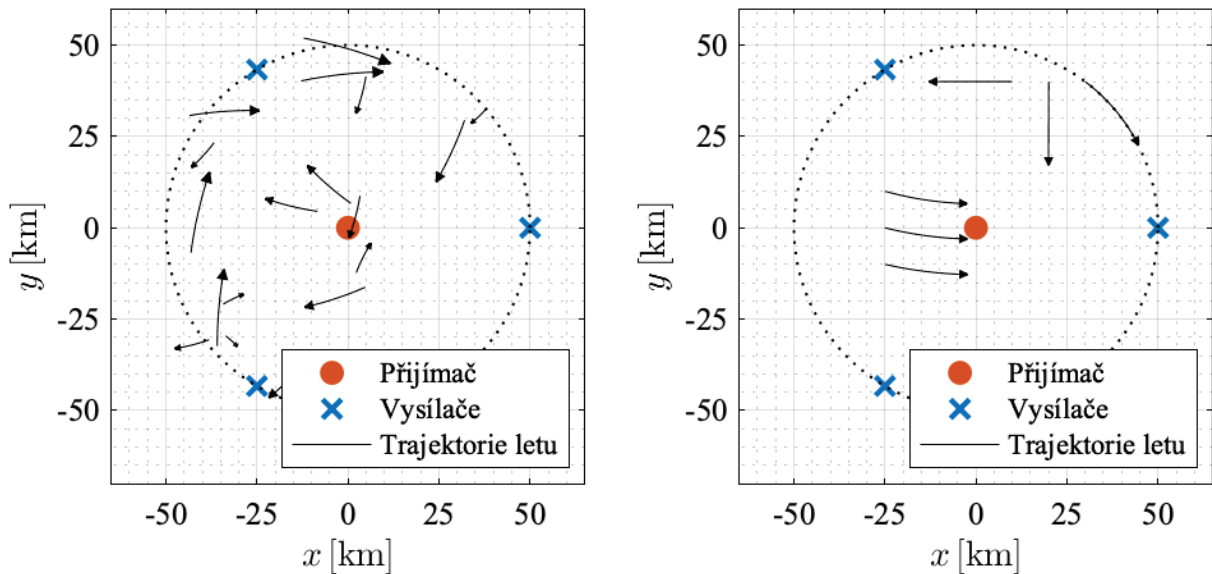 50
25
0
-25
-50
y [km]
-50 -25 0 25 50
x [km]
Přijímač
Vysílače
Trajektorie letu
50
25
0
-25
-50
y [km]
-50 -25 0 25 50
x [km]
Přijímač
Vysílače
Trajektorie letu